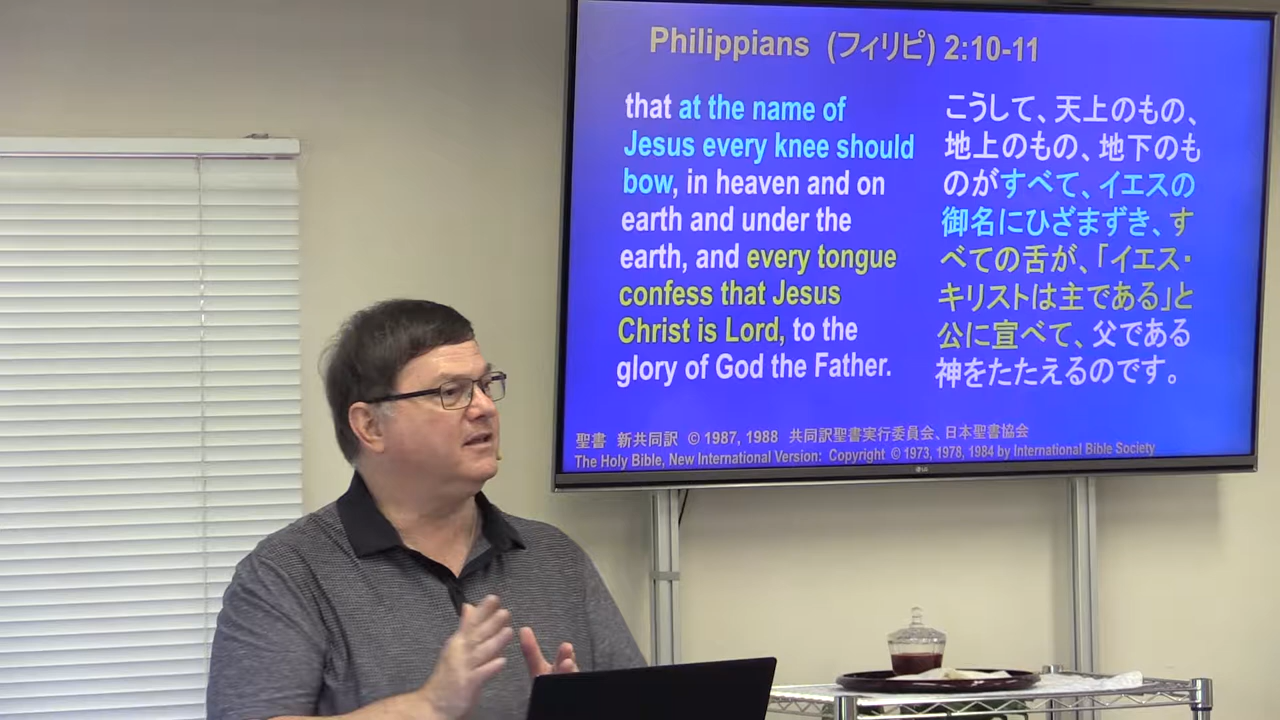 Philippians (フィリピ) 2:10-11
that at the name of
Jesus every knee should
bow, in heaven and on
earth and under the
earth, and every tongue
confess that Jesus
Christ is Lord, to the
glory of God the Father.
こうして、天上のもの、
地上のもの、地下のも
のがすべて、イエスの
御名にひざまずき、す
べての舌が、「イエス・
キリストは主である」と
公に宣べて、父である
神をたたえるのです。
聖書 新共同訳 © 1987, 1988 共同訳聖書実行委員会、日本聖書協会
The Holy Bible, New International Version: Copyright © 1973, 1978, 1984 by International Bible Society
LG